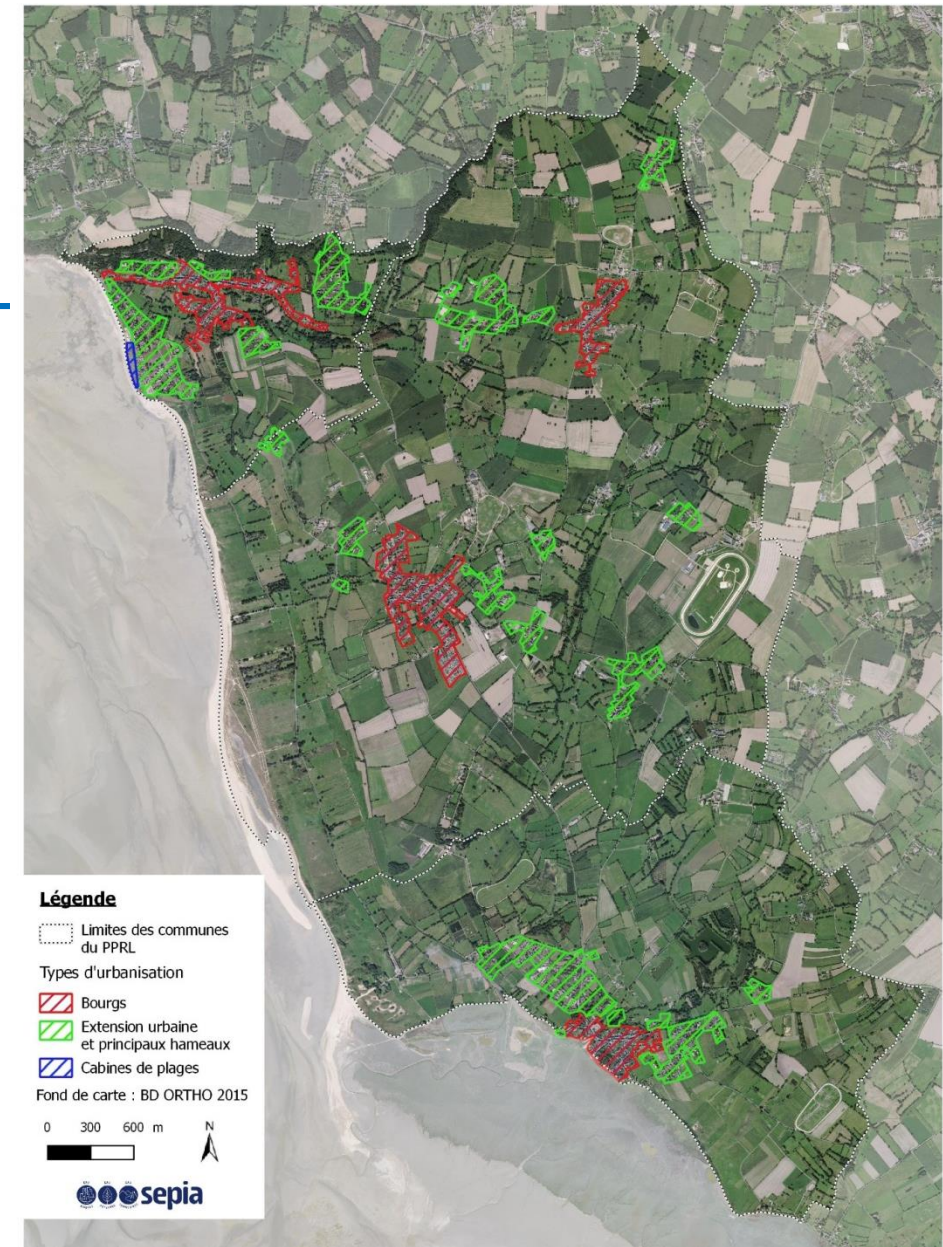 Légende
Limites des communes
du PPRL
Types d'urbanisation
Bourgs
Extension urbaine
et principaux hameaux
Cabines de plages
Fond de carte : BD ORTHO 2015
0 300 600 m
N
sepia